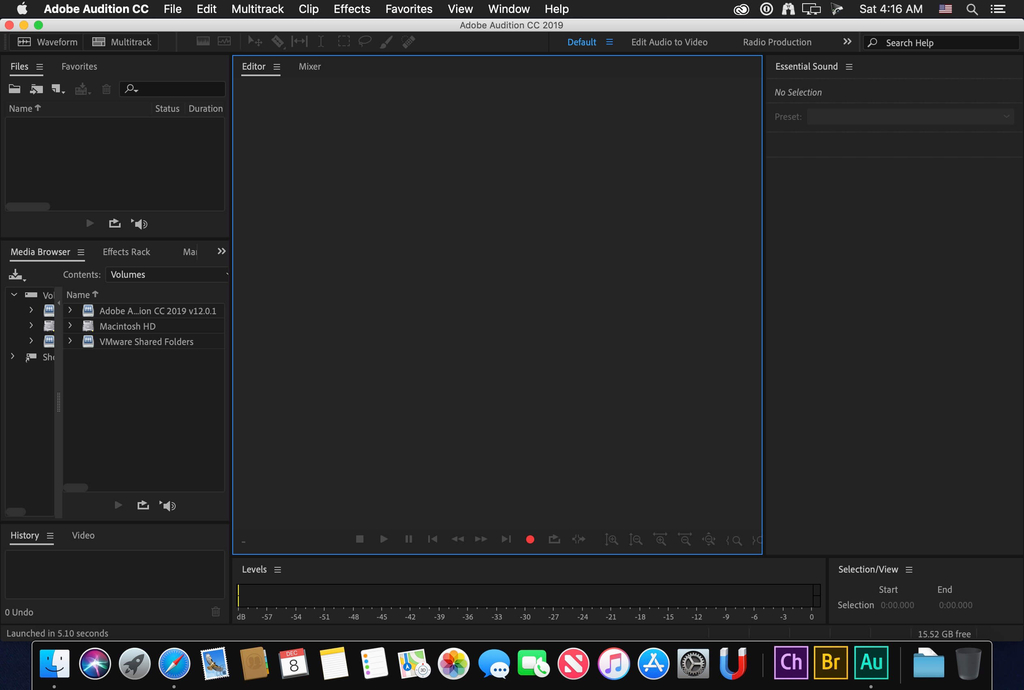 Adobe Audition CC File Edit Multitrack Clip Effects Favorites View Window Help Sat 4:16 AM
Adobe Audition CC 2019
Waveform Multitrack Default Edit Audio to Video Radio Production Search Help
Files Favorites
Name Status Duration
Editor Mixer
Essential Sound
No Selection
Preset:
Media Browser Effects Rack Mar
Contents: Volumes
Vol
Name
Adobe A...ion CC 2019 v12.0.1
Macintosh HD
VMware Shared Folders
Sho
History Video
0 Undo
Levels
dB -57 -54 -51 -48 -45 -42 -39 -36 -33 -30 -27 -24 -21 -18 -15 -12 -9 -6 -3 0
Selection/View
Start End
Selection 0:00.000 0:00.000
Launched in 5.10 seconds 15.52 GB free
DEC
8
3D
Ch Br Au